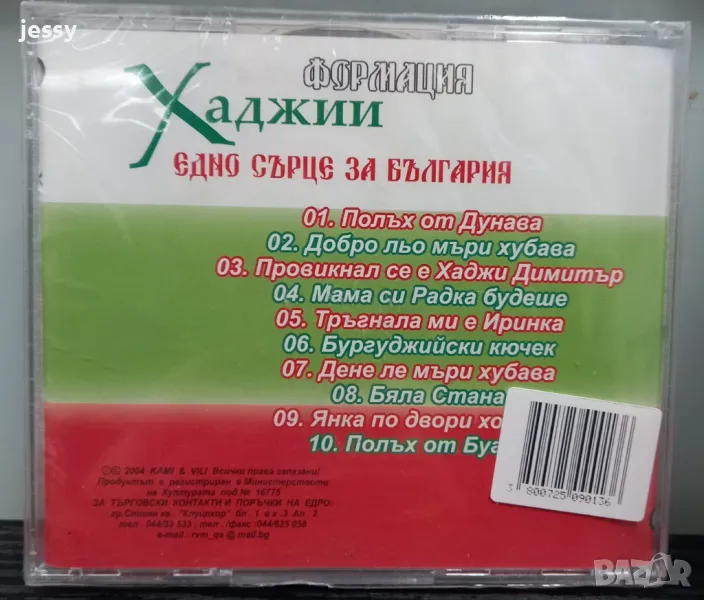 jessy
ФОРМАЦИЯ
Хаджии
ЕДНО СЪРЦЕ ЗА БЪЛГАРИЯ
01. Полъх от Дунава
02. Добро льо мъри хубава
03. Провикнал се е Хаджи Димитър
04. Мама си Радка будеше
05. Тръгнала ми е Иринка
06. Бургуджийски кючек
07. Дене ле мъри хубава
08. Бяла Стана
09. Янка по двори
10. Полъх от
©℗ 2004 KAMI & VILI Всички права запазени!
Продуктът е регистриран в Министерството
на Културата под № 16775
ЗА ТЪРГОВСКИ КОНТАКТИ И ПОРЪЧКИ НА ЕДРО:
гр.Сливен кв. "Клуцохор" бл. 1 вх .3 Ап. 2
тел. : 044/33 533 ; тел . /факс :044/625 058
e-mail : rvm_qs @ mail.bg
3 800725 090136
BAZAR